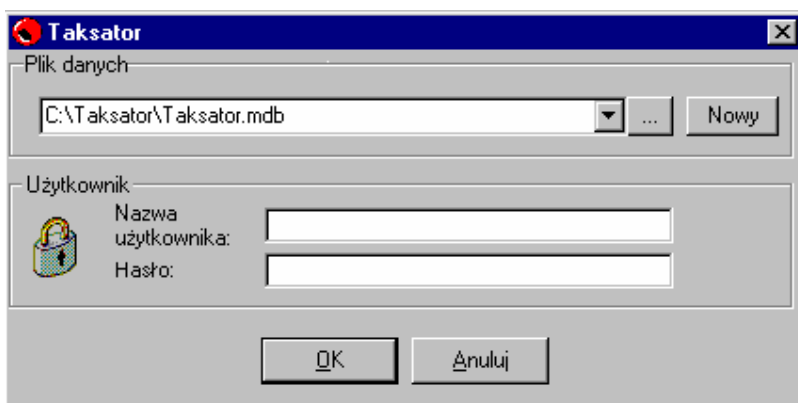 Taksator
Plik danych
C:\Taksator\Taksator.mdb ... Nowy
Użytkownik
Nazwa
użytkownika:
Hasło:
OK Anuluj